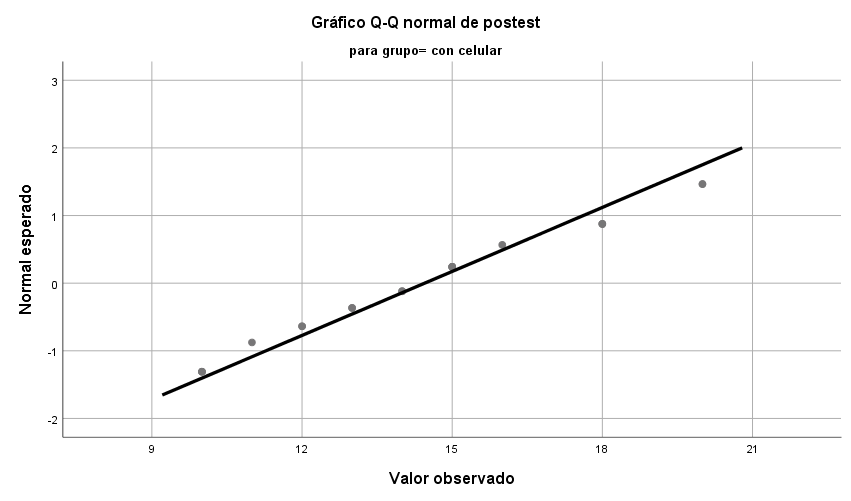 Gráfico Q-Q normal de postest
para grupo= con celular
Normal esperado
3
2
1
0
-1
-2
9
12
15
18
21
Valor observado